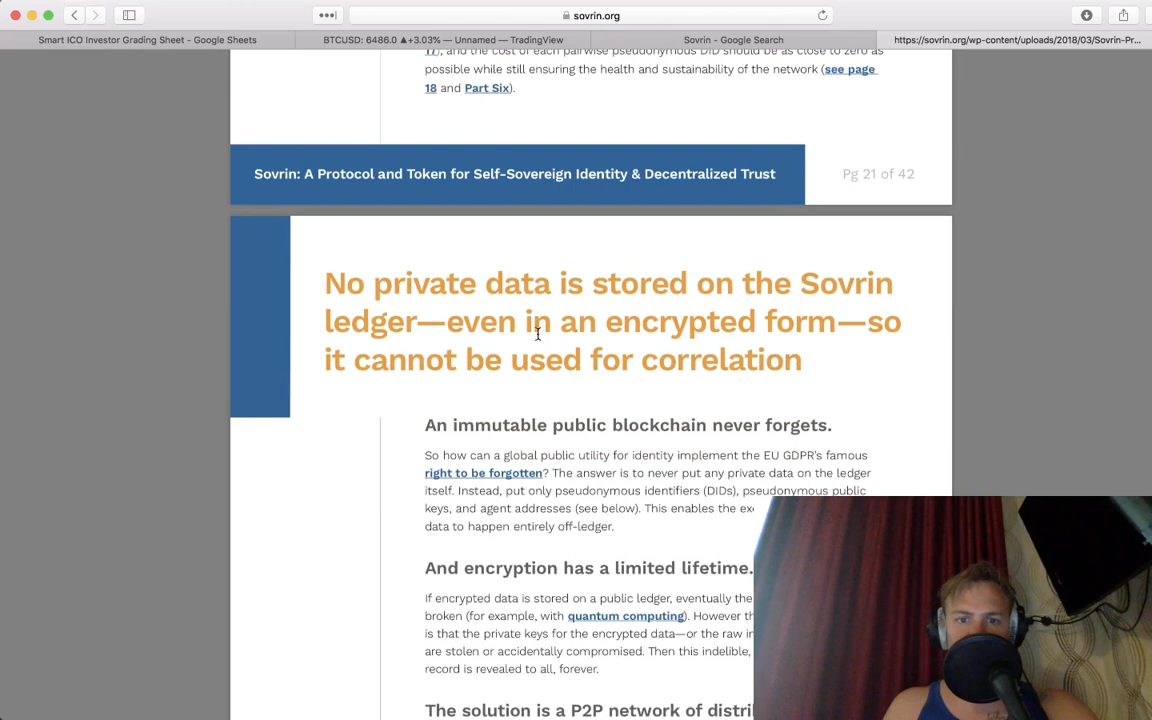 sovrin.org
Smart ICO Investor Grading Sheet - Google Sheets
BTCUSD: 6486.0 ▲+3.03% — Unnamed — TradingView
Sovrin - Google Search
https://sovrin.org/wp-content/uploads/2018/03/Sovrin-Pr...
17), and the cost of each pairwise pseudonymous DID should be as close to zero as
possible while still ensuring the health and sustainability of the network (see page
18 and Part Six).
Sovrin: A Protocol and Token for Self-Sovereign Identity & Decentralized Trust
Pg 21 of 42
No private data is stored on the Sovrin
ledger—even in an encrypted form—so
it cannot be used for correlation
An immutable public blockchain never forgets.
So how can a global public utility for identity implement the EU GDPR's famous
right to be forgotten? The answer is to never put any private data on the ledger
itself. Instead, put only pseudonymous identifiers (DIDs), pseudonymous public
keys, and agent addresses (see below). This enables the
data to happen entirely off-ledger.
And encryption has a limited lifetime.
If encrypted data is stored on a public ledger, eventually the
broken (for example, with quantum computing). However
is that the private keys for the encrypted data—or the raw
are stolen or accidentally compromised. Then this indelible,
record is revealed to all, forever.
The solution is a P2P network of